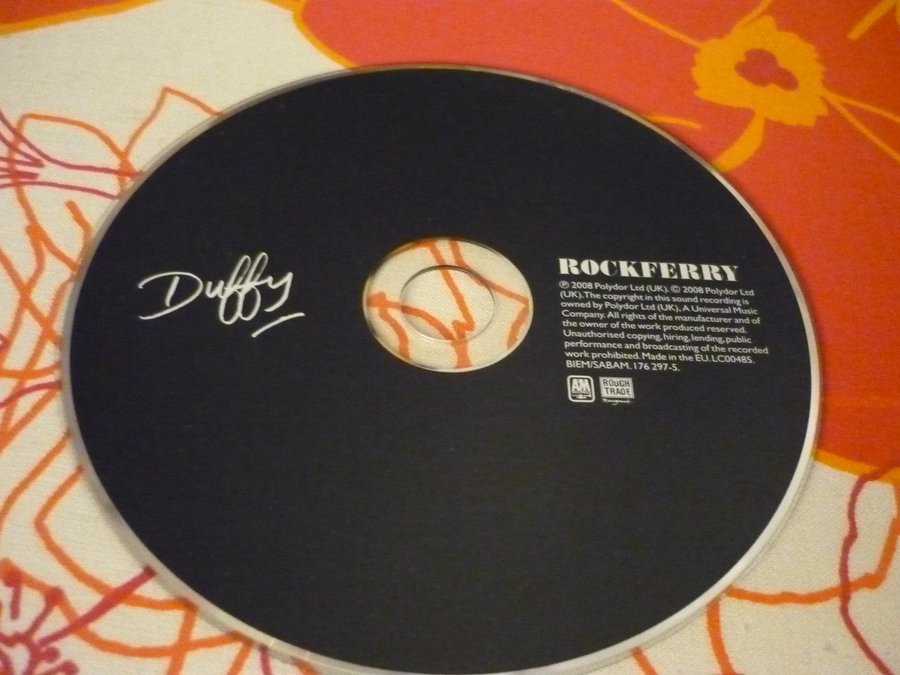 Duffy
ROCKFERRY
℗ 2008 Polydor Ltd (UK). © 2008 Polydor Ltd
(UK). The copyright in this sound recording is
owned by Polydor Ltd (UK). A Universal Music
Company. All rights of the manufacturer and of
the owner of the work produced reserved.
Unauthorised copying, hiring, lending, public
performance and broadcasting of the recorded
work prohibited. Made in the EU. LC00485.
BIEM/SABAM. 176 297-5.
AM
ROUGH
TRADE